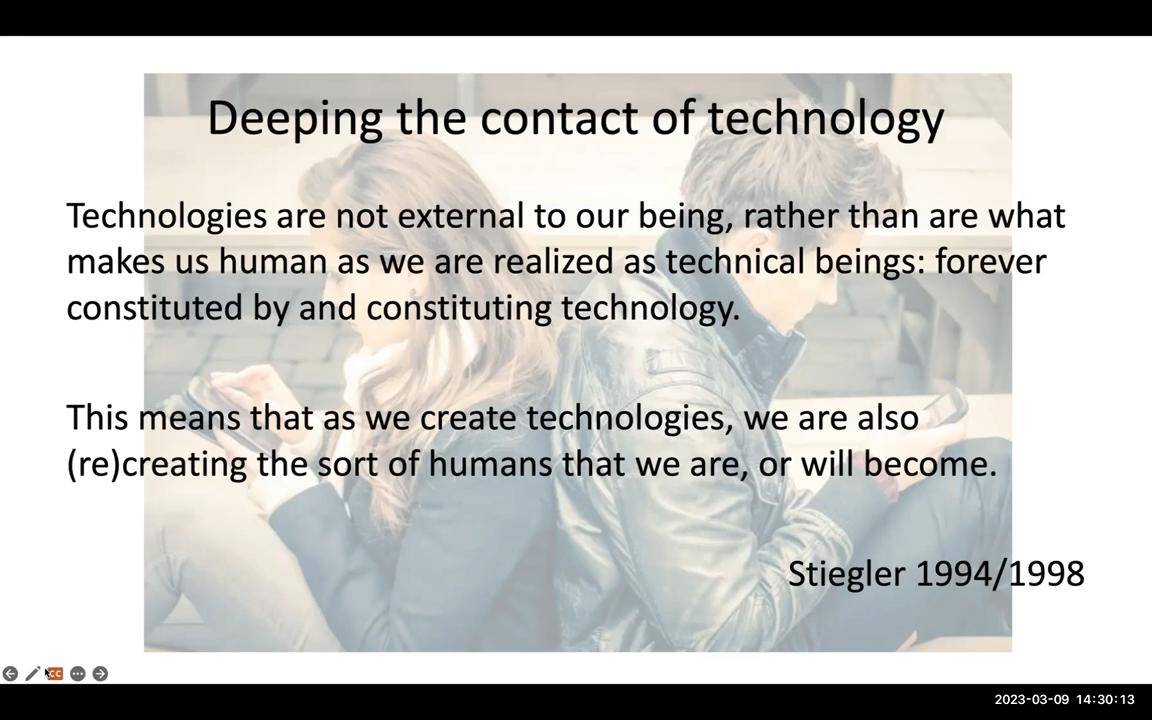 Deeping the contact of technology
Technologies are not external to our being, rather than are what
makes us human as we are realized as technical beings: forever
constituted by and constituting technology.
This means that as we create technologies, we are also
(re)creating the sort of humans that we are, or will become.
Stiegler 1994/1998
CC
2023-03-09 14:30:13